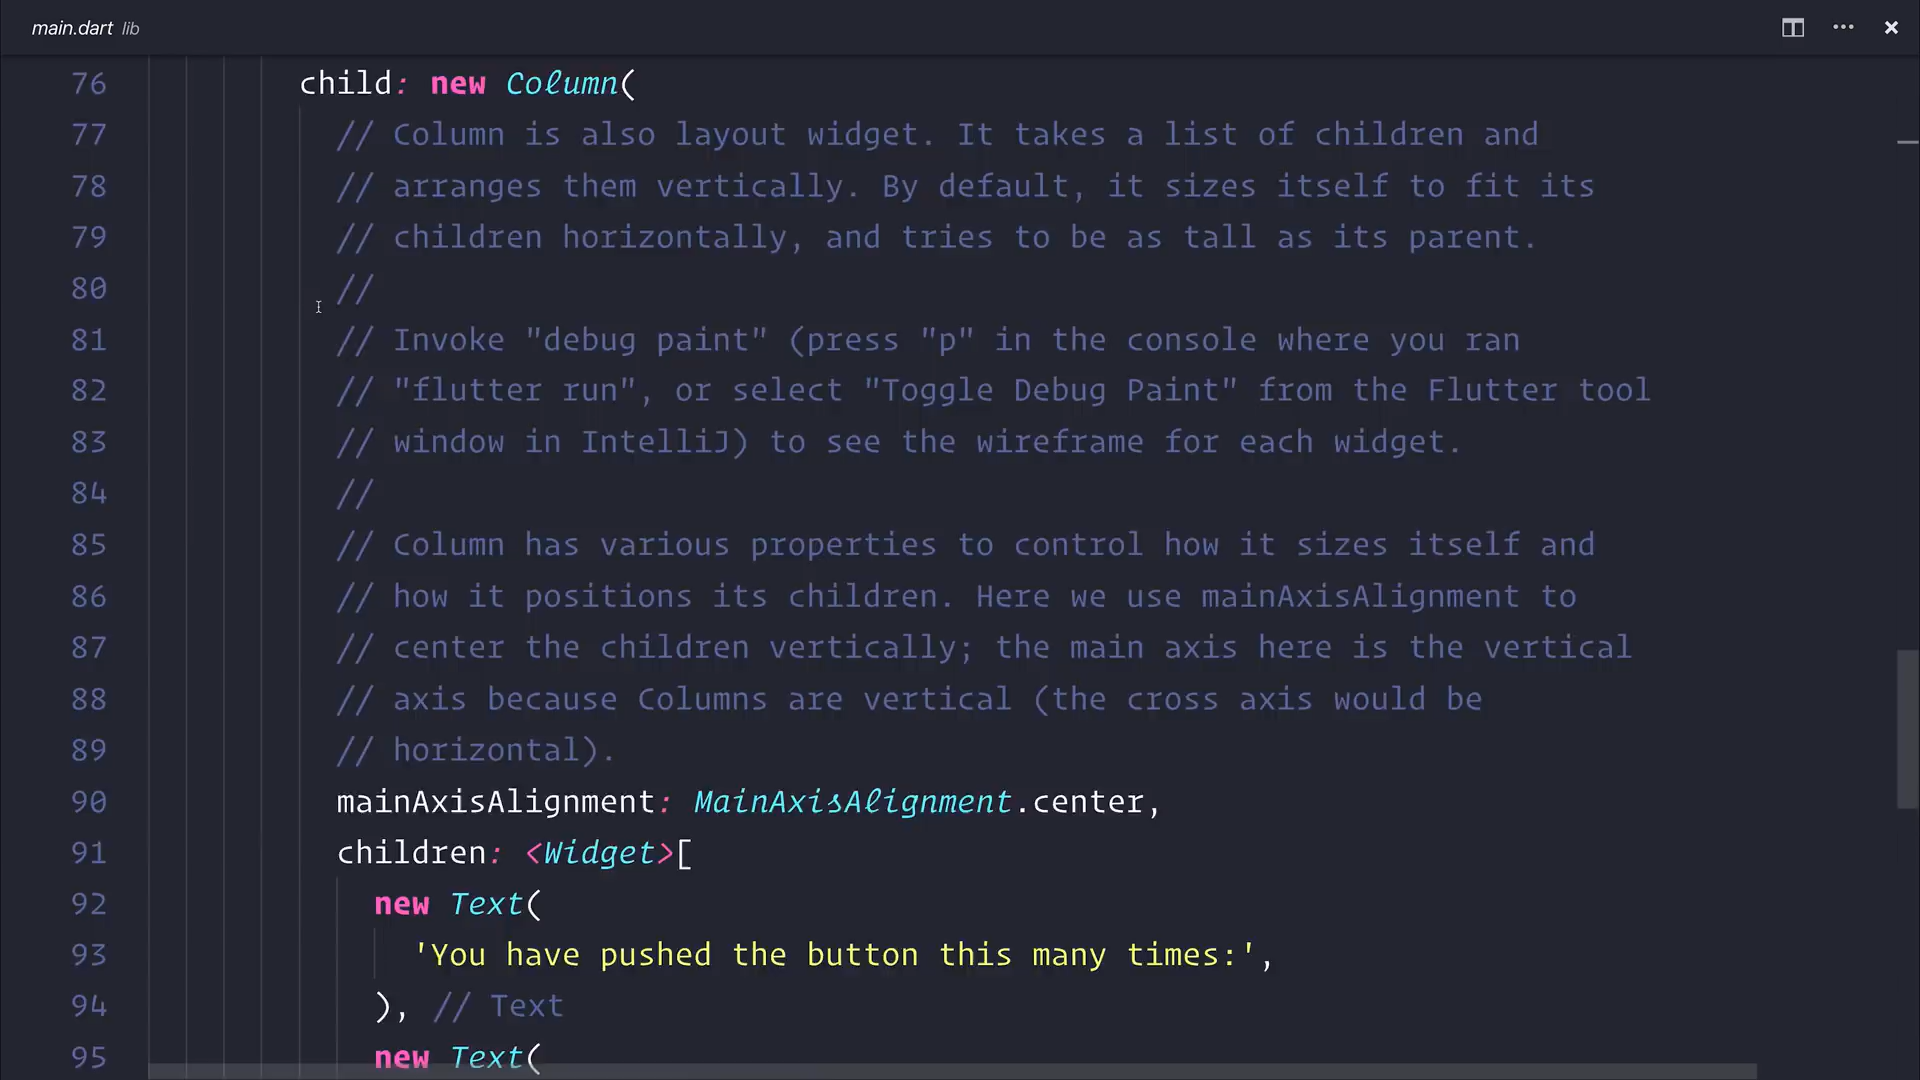 main.dart lib
76 child: new Column(
77 // Column is also layout widget. It takes a list of children and
78 // arranges them vertically. By default, it sizes itself to fit its
79 // children horizontally, and tries to be as tall as its parent.
80 //
81 // Invoke "debug paint" (press "p" in the console where you ran
82 // "flutter run", or select "Toggle Debug Paint" from the Flutter tool
83 // window in IntelliJ) to see the wireframe for each widget.
84 //
85 // Column has various properties to control how it sizes itself and
86 // how it positions its children. Here we use mainAxisAlignment to
87 // center the children vertically; the main axis here is the vertical
88 // axis because Columns are vertical (the cross axis would be
89 // horizontal).
90 mainAxisAlignment: MainAxisAlignment.center,
91 children: <Widget>[
92 new Text(
93 'You have pushed the button this many times:',
94 ), // Text
95 new Text(